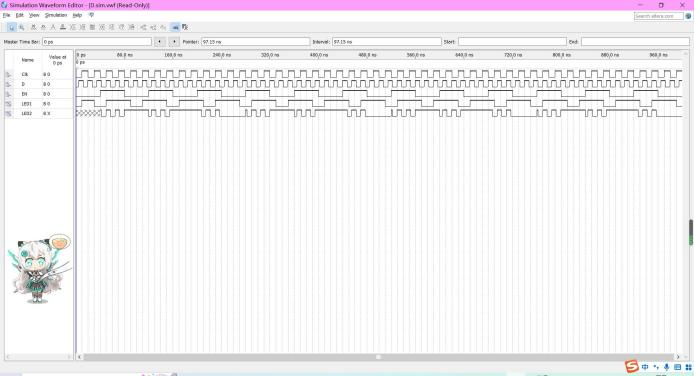 Simulation Waveform Editor - [D.sim.vwf (Read-Only)]
File Edit View Simulation Help
Search altera.com
Master Time Bar: 0 ps Pointer: 97.15 ns Interval: 97.15 ns Start: End:
Name Value at 0 ps
0 ps 80.0 ns 160.0 ns 240.0 ns 320.0 ns 400.0 ns 480.0 ns 560.0 ns 640.0 ns 720.0 ns 800.0 ns 880.0 ns 960.0 ns
0 ps
Clk B 0
D B 0
EN B 0
LED1 B 0
LED2 B X
中